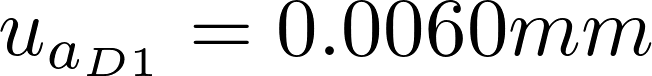 u_{a_{D1}} = 0.0060mm